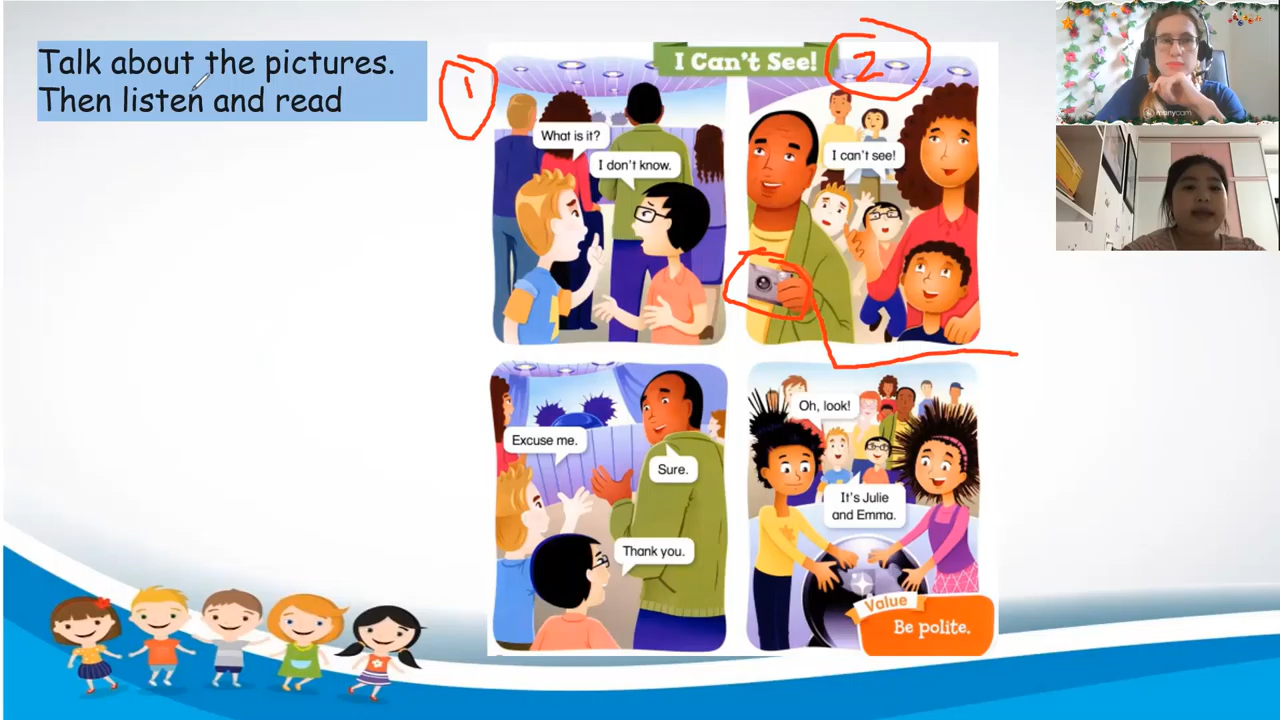 Talk about the pictures.
Then listen and read
1
I Can't See!
2
What is it?
I don't know.
I can't see!
Excuse me.
Sure.
Thank you.
Oh, look!
It's Julie
and Emma.
Value
Be polite.
manycam